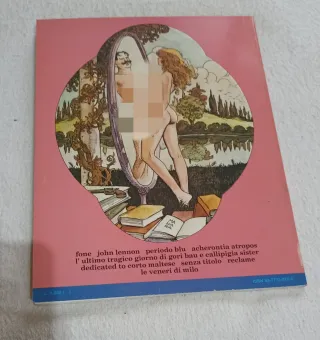 fone   john lennon   periodo blu   acherontia atropos
l' ultimo tragico giorno di gori bau e callipigia sister
dedicated to corto maltese   senza titolo   reclame
le veneri di milo